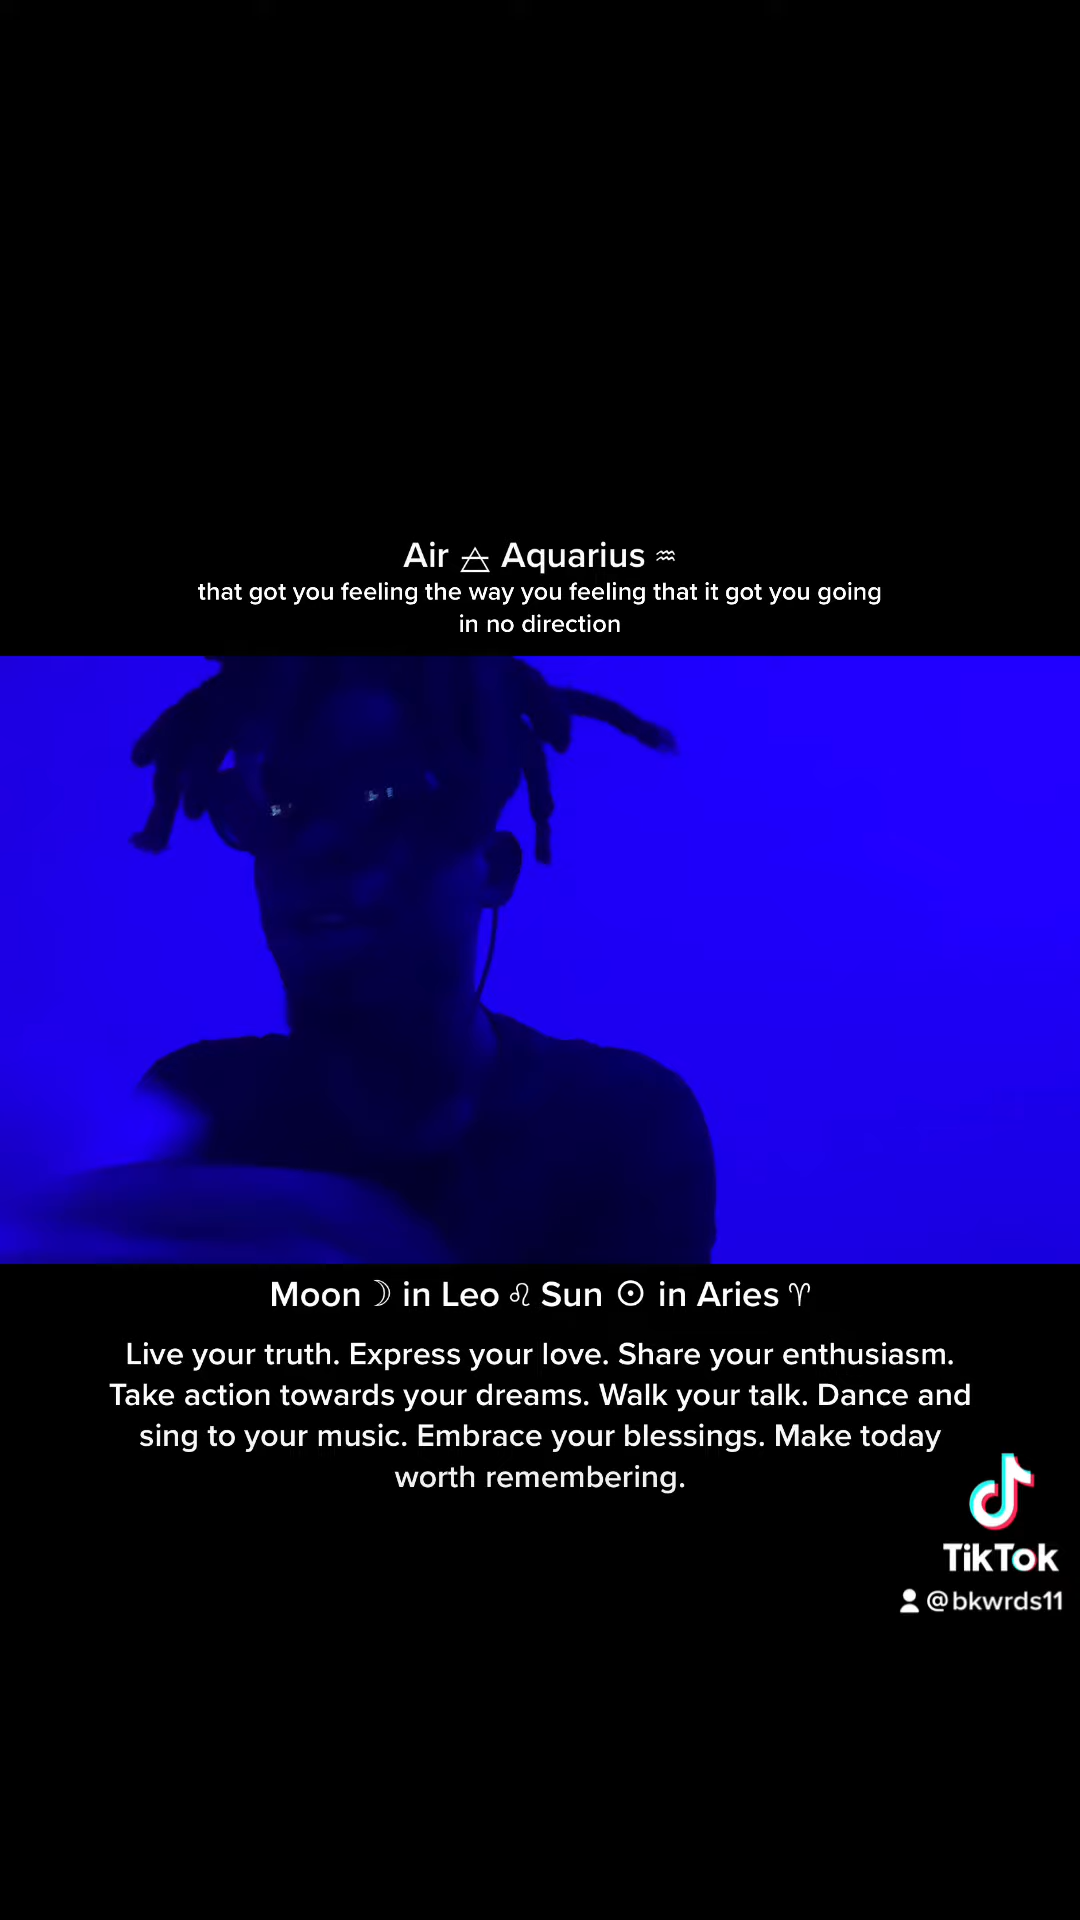 Air 🜁 Aquarius ♒︎
that got you feeling the way you feeling that it got you going
in no direction
Moon☽ in Leo ♌︎ Sun ☉ in Aries ♈︎
Live your truth. Express your love. Share your enthusiasm.
Take action towards your dreams. Walk your talk. Dance and
sing to your music. Embrace your blessings. Make today
worth remembering.
TikTok
@bkwrds11